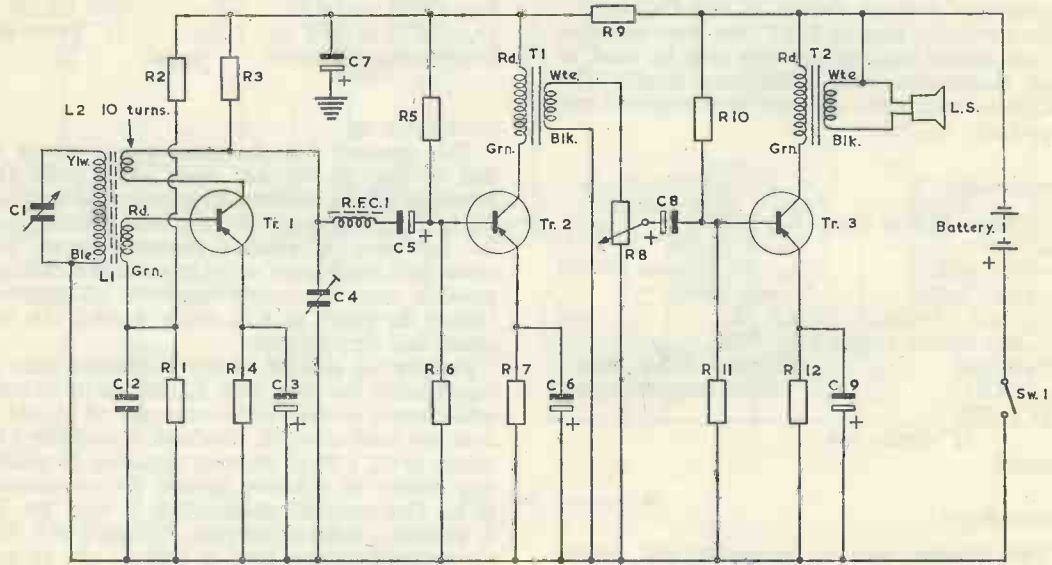 R9
T1
T2
Rd.
Wte.
Rd.
Wte
C7
+
R2
R3
R5
R10
L.S.
L2 10 turns.
Grn.
Blk.
Grn.
Blk.
Ylw.
C1
Rd.
Tr. 1
R.F.C.1
C5
+
Tr. 2
R8
+
C8
Tr. 3
Battery. 1
+
Ble.
L1
Grn.
C4
C2
R1
R4
C3
+
R6
R7
C6
+
R11
R12
C9
+
Sw. 1